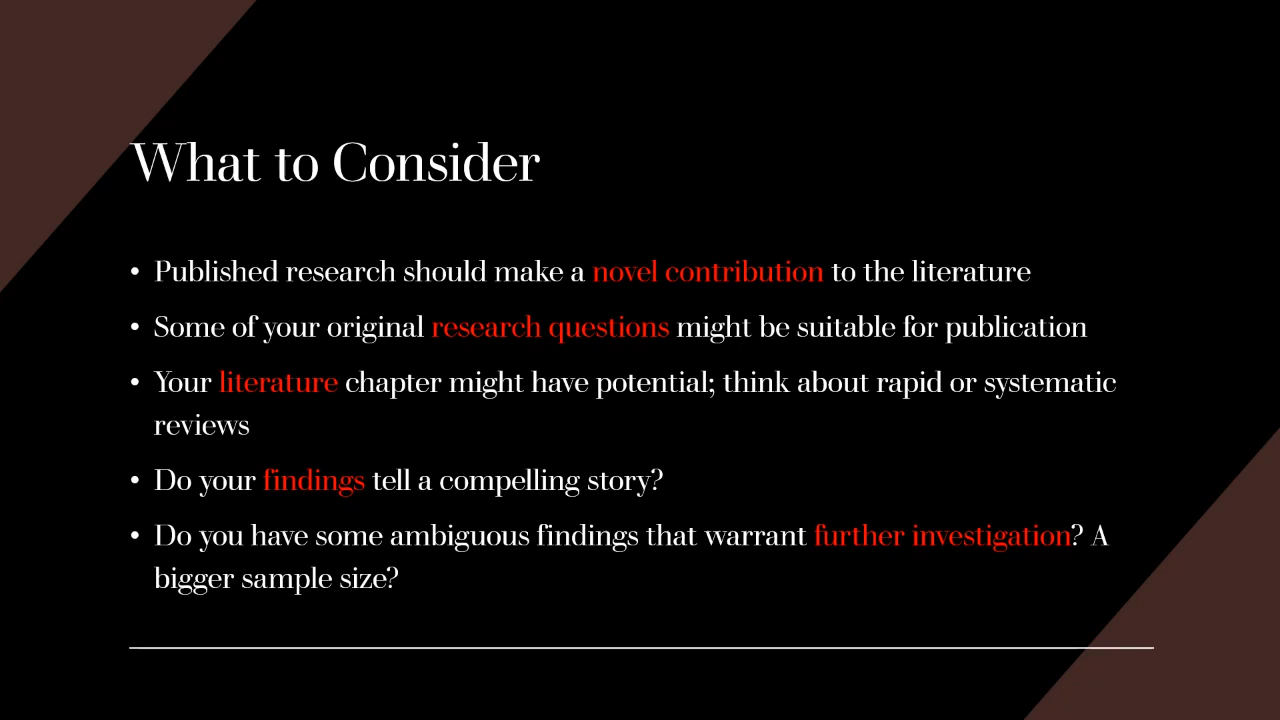 What to Consider
• Published research should make a novel contribution to the literature
• Some of your original research questions might be suitable for publication
• Your literature chapter might have potential; think about rapid or systematic
reviews
• Do your findings tell a compelling story?
• Do you have some ambiguous findings that warrant further investigation? A
bigger sample size?